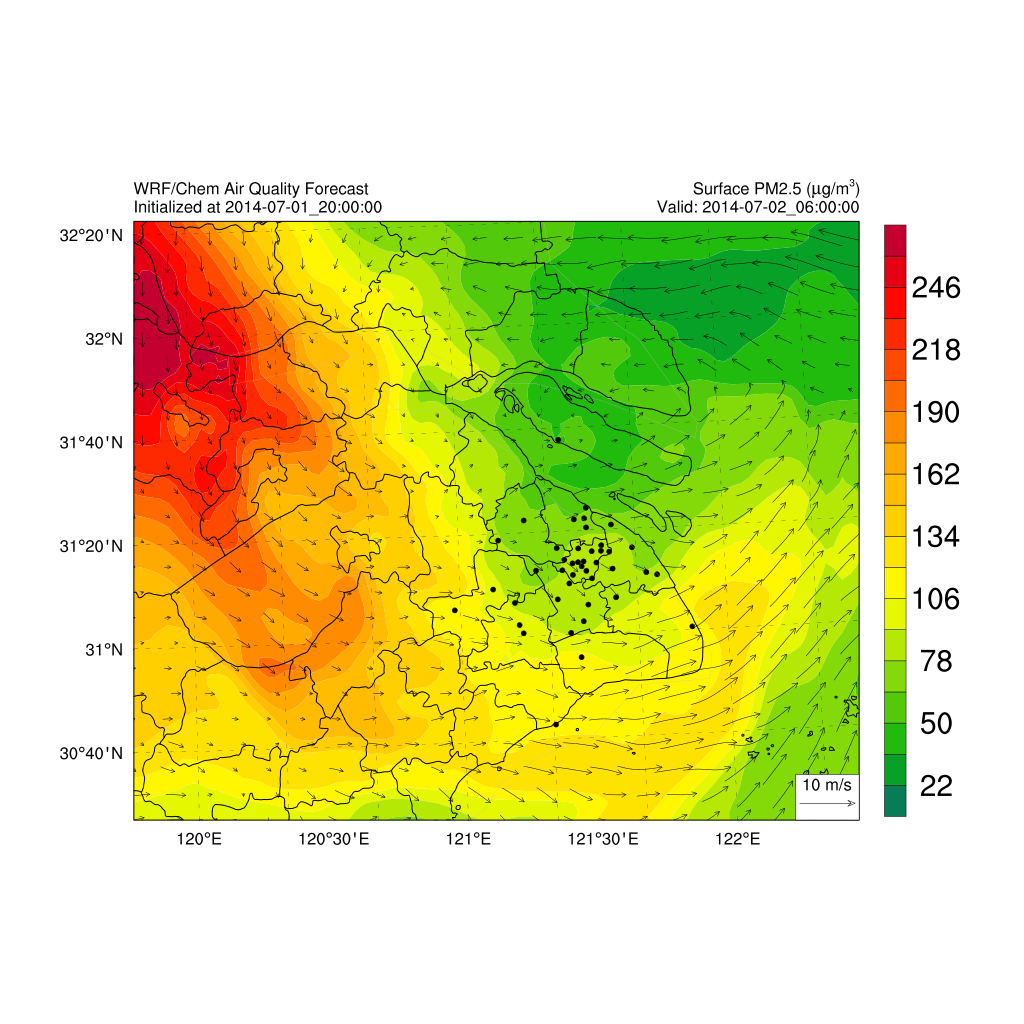 WRF/Chem Air Quality Forecast
Surface PM2.5 (μg/m³)
Initialized at 2014-07-01_20:00:00
Valid: 2014-07-02_06:00:00
32°20'N
32°N
31°40'N
31°20'N
31°N
30°40'N
120°E
120°30'E
121°E
121°30'E
122°E
10 m/s
246
218
190
162
134
106
78
50
22